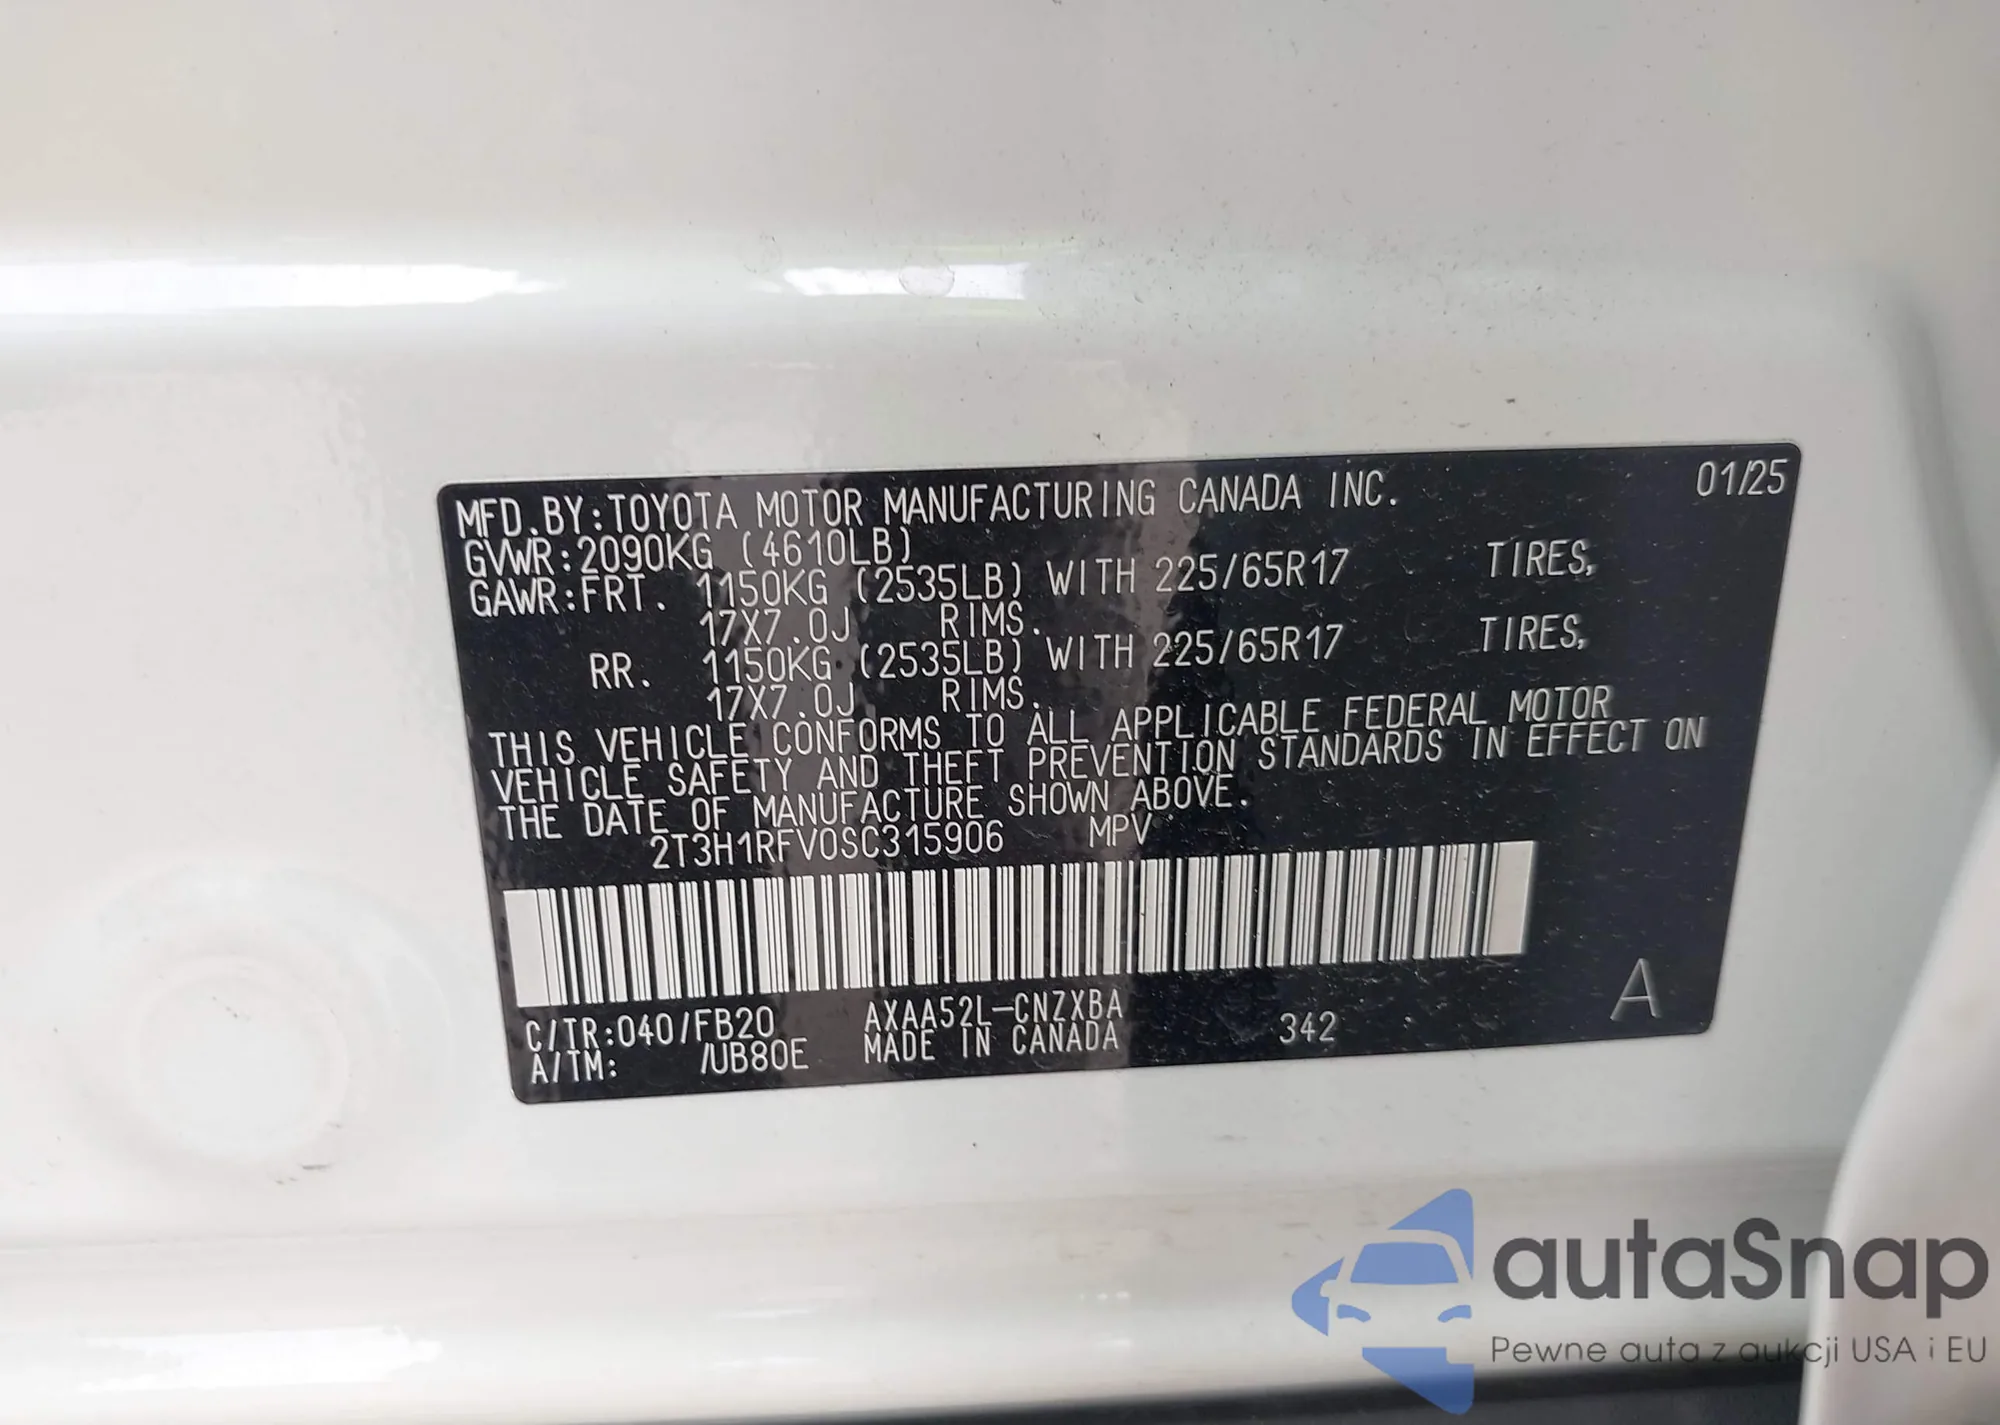 MFD.BY:TOYOTA MOTOR MANUFACTURING CANADA INC. 01/25
GVWR:2090KG (4610LB)
GAWR:FRT. 1150KG (2535LB) WITH 225/65R17 TIRES,
17X7.0J RIMS.
RR. 1150KG (2535LB) WITH 225/65R17 TIRES,
17X7.0J RIMS.
THIS VEHICLE CONFORMS TO ALL APPLICABLE FEDERAL MOTOR
VEHICLE SAFETY AND THEFT PREVENTION STANDARDS IN EFFECT ON
THE DATE OF MANUFACTURE SHOWN ABOVE.
2T3H1RFV0SC315906 MPV
C/TR:040/FB20 AXAA52L-CNZXBA 342 A
A/TM: /UB80E MADE IN CANADA
autaSnap
Pewne auta z aukcji USA i EU